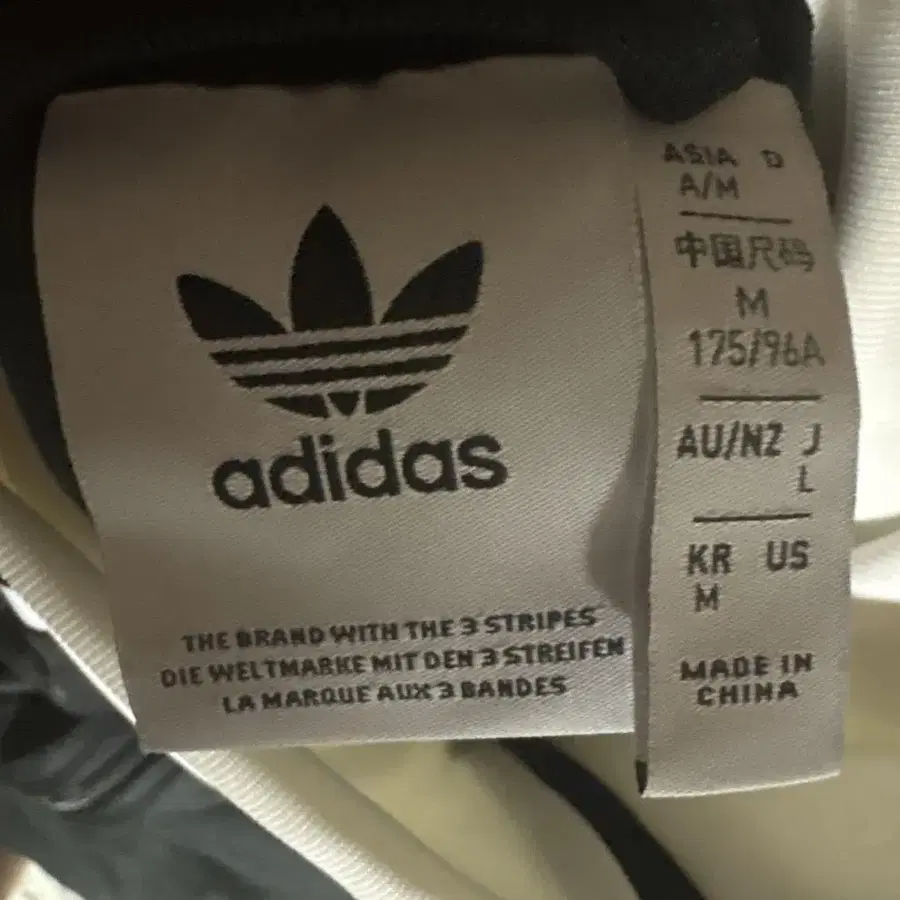 adidas
THE BRAND WITH THE 3 STRIPES
DIE WELTMARKE MIT DEN 3 STREIFEN
LA MARQUE AUX 3 BANDES
ASIA D
A/M
中国尺码
M
175/96A
AU/NZ J
L
KR US
M
MADE IN
CHINA